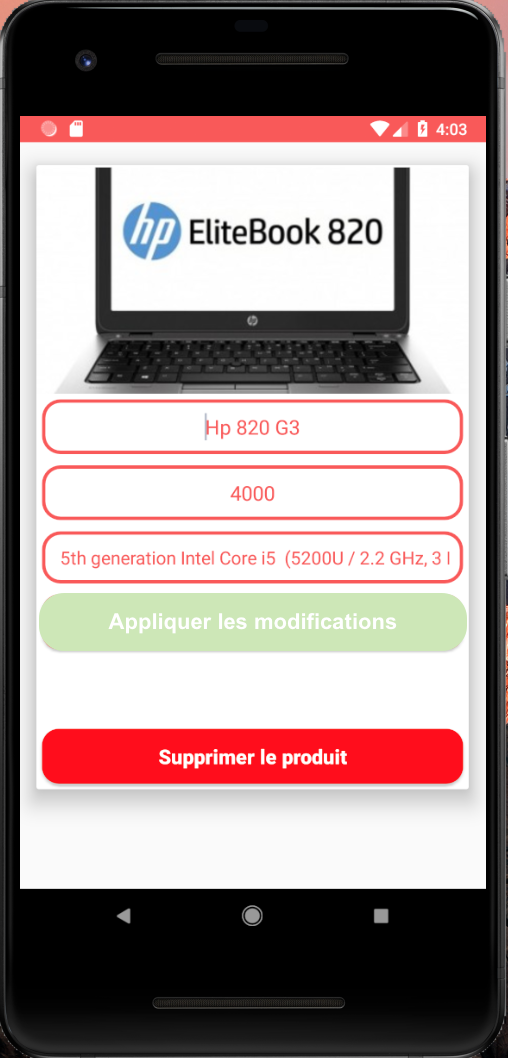 4:03
hp EliteBook 820
hp
Hp 820 G3
4000
5th generation Intel Core i5 (5200U / 2.2 GHz, 3
Appliquer les modifications
Supprimer le produit